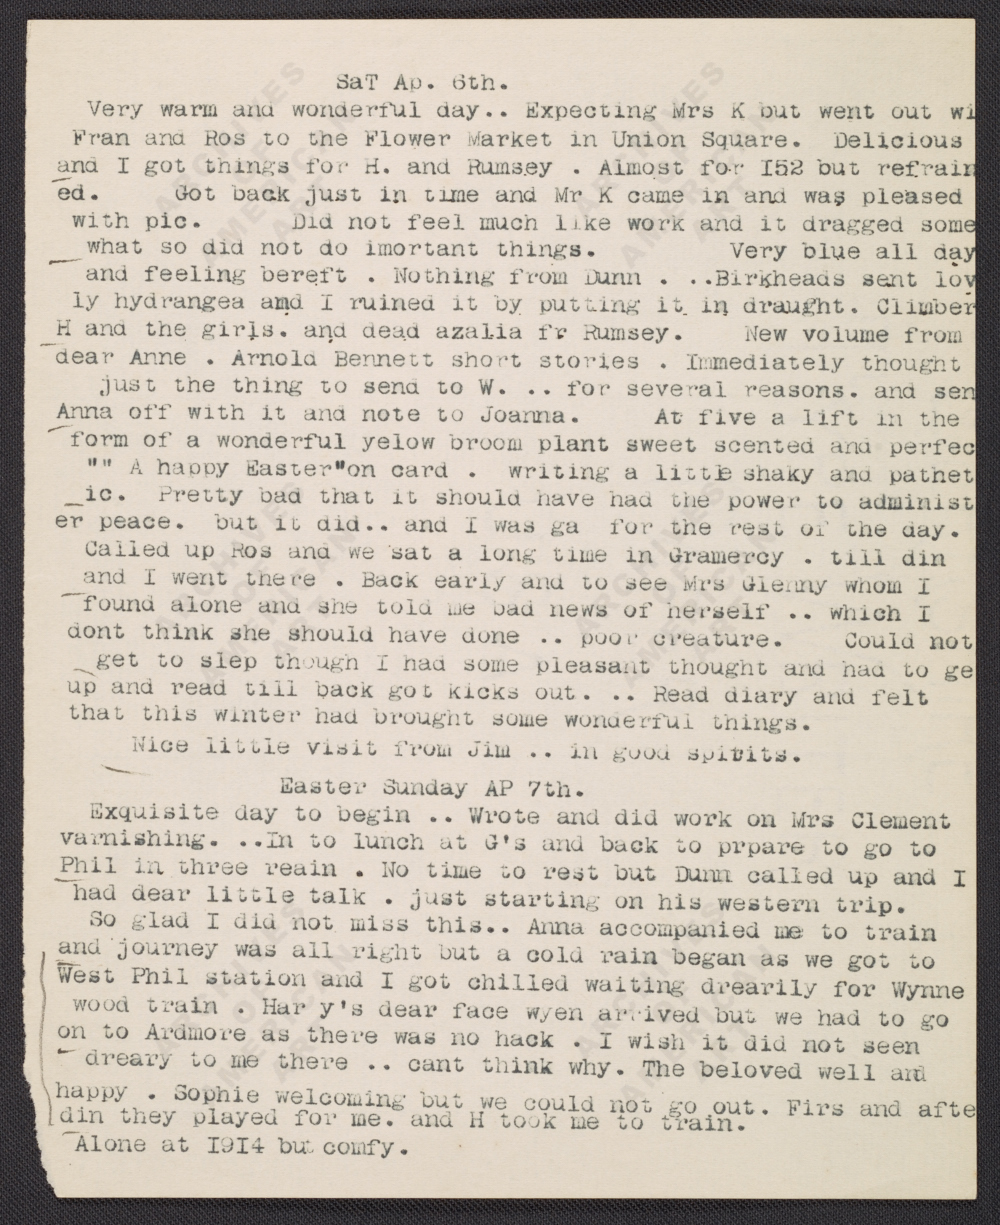 SaT Ap. 6th.
Very warm and wonderful day.. Expecting Mrs K but went out wi
Fran and Ros to the Flower Market in Union Square. Delicious
and I got things for H. and Rumsey . Almost for I52 but refrain
ed. Got back just in time and Mr K came in and was pleased
with pic. Did not feel much like work and it dragged some
what so did not do imortant things. Very blue all day
and feeling bereft . Nothing from Dunn . ..Birkheads sent lov
ly hydrangea and I ruined it by putting it in draught. Climber
H and the girls. and dead azalia fr Rumsey. New volume from
dear Anne . Arnold Bennett short stories . Immediately thought
just the thing to send to W. .. for several reasons. and sen
Anna off with it and note to Joanna. At five a lift in the
form of a wonderful yelow broom plant sweet scented and perfec
"" A happy Easter"on card . writing a little shaky and pathet
_ic. Pretty bad that it should have had the power to administ
er peace. but it did.. and I was ga for the rest of the day.
Called up Ros and we sat a long time in Gramercy . till din
and I went there . Back early and to see Mrs Glenny whom I
found alone and she told me bad news of herself .. which I
dont think she should have done .. poor creature. Could not
get to slep though I had some pleasant thought and had to ge
up and read till back got kicks out. .. Read diary and felt
that this winter had brought some wonderful things.
Nice little visit from Jim .. in good spirits.
Easter Sunday AP 7th.
Exquisite day to begin .. Wrote and did work on Mrs Clement
varnishing. ..In to lunch at G's and back to prpare to go to
Phil in three reain . No time to rest but Dunn called up and I
had dear little talk . just starting on his western trip.
So glad I did not miss this.. Anna accompanied me to train
and journey was all right but a cold rain began as we got to
West Phil station and I got chilled waiting drearily for Wynne
wood train . Har y's dear face wyen arrived but we had to go
on to Ardmore as there was no hack . I wish it did not seen
dreary to me there .. cant think why. The beloved well and
happy . Sophie welcoming but we could not go out. Firs and afte
din they played for me. and H took me to train.
Alone at I9I4 but comfy.
ARCHIVES OF AMERICAN ART